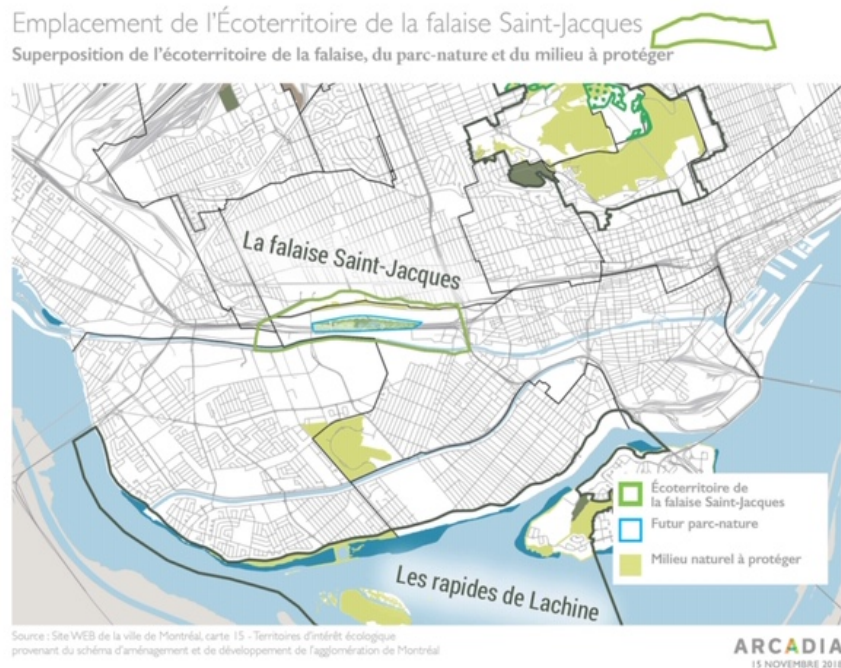 Emplacement de l'Écoterritoire de la falaise Saint-Jacques
Superposition de l'écoterritoire de la falaise, du parc-nature et du milieu à protéger
La falaise Saint-Jacques
Écoterritoire de
la falaise Saint-Jacques
Futur parc-nature
Milieu naturel à protéger
Les rapides de Lachine
Source : Site WEB de la ville de Montréal, carte 15 - Territoires d'intérêt écologique
provenant du schéma d'aménagement et de développement de l'agglomération de Montréal
ARCADIA
15 NOVEMBRE 2018